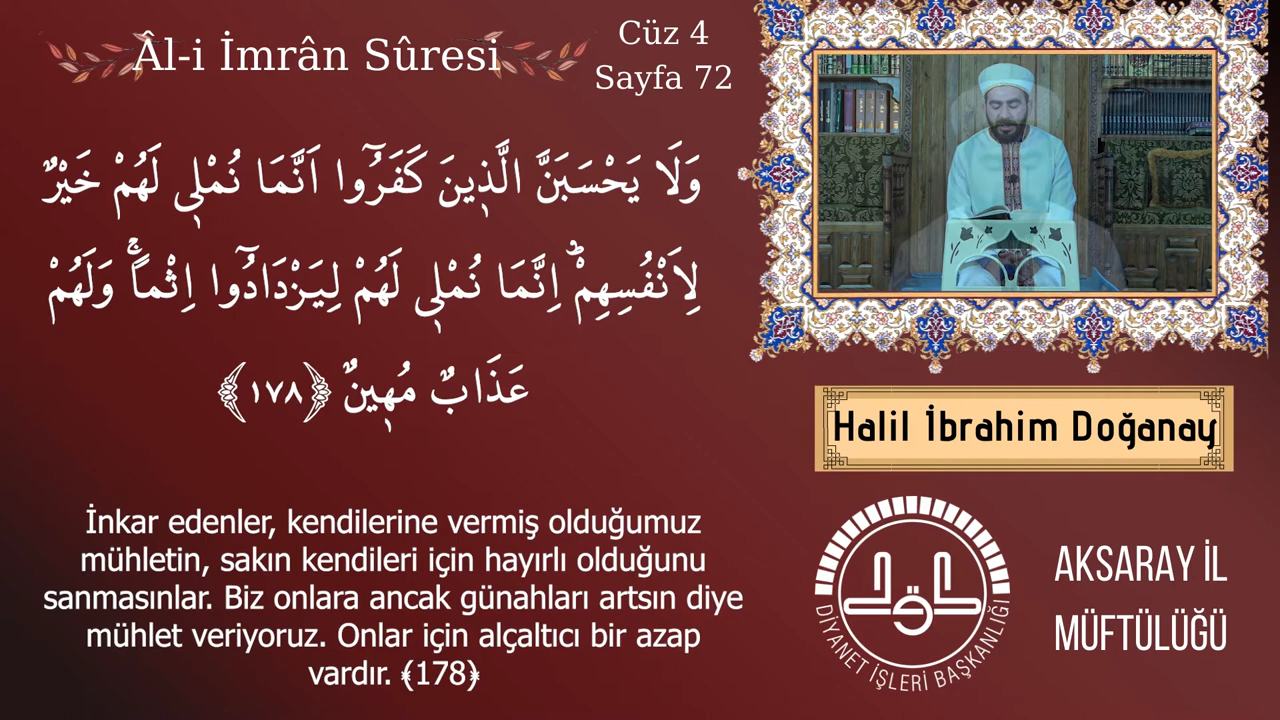 Âl-i İmrân Sûresi
Cüz 4
Sayfa 72
وَلَا يَحْسَبَنَّ الَّذ۪ينَ كَفَرُٓوا اَنَّمَا نُمْل۪ي لَهُمْ خَيْرٌ
لِاَنْفُسِهِمْۜ اِنَّمَا نُمْل۪ي لَهُمْ لِيَزْدَادُٓوا اِثْماًۚ وَلَهُمْ
عَذَابٌ مُه۪ينٌ ﴿١٧٨﴾
İnkar edenler, kendilerine vermiş olduğumuz
mühletin, sakın kendileri için hayırlı olduğunu
sanmasınlar. Biz onlara ancak günahları artsın diye
mühlet veriyoruz. Onlar için alçaltıcı bir azap
vardır. ﴾178﴿
Halil İbrahim Doğanay
DİYANET İŞLERİ BAŞKANLIĞI
AKSARAY İL
MÜFTÜLÜĞÜ